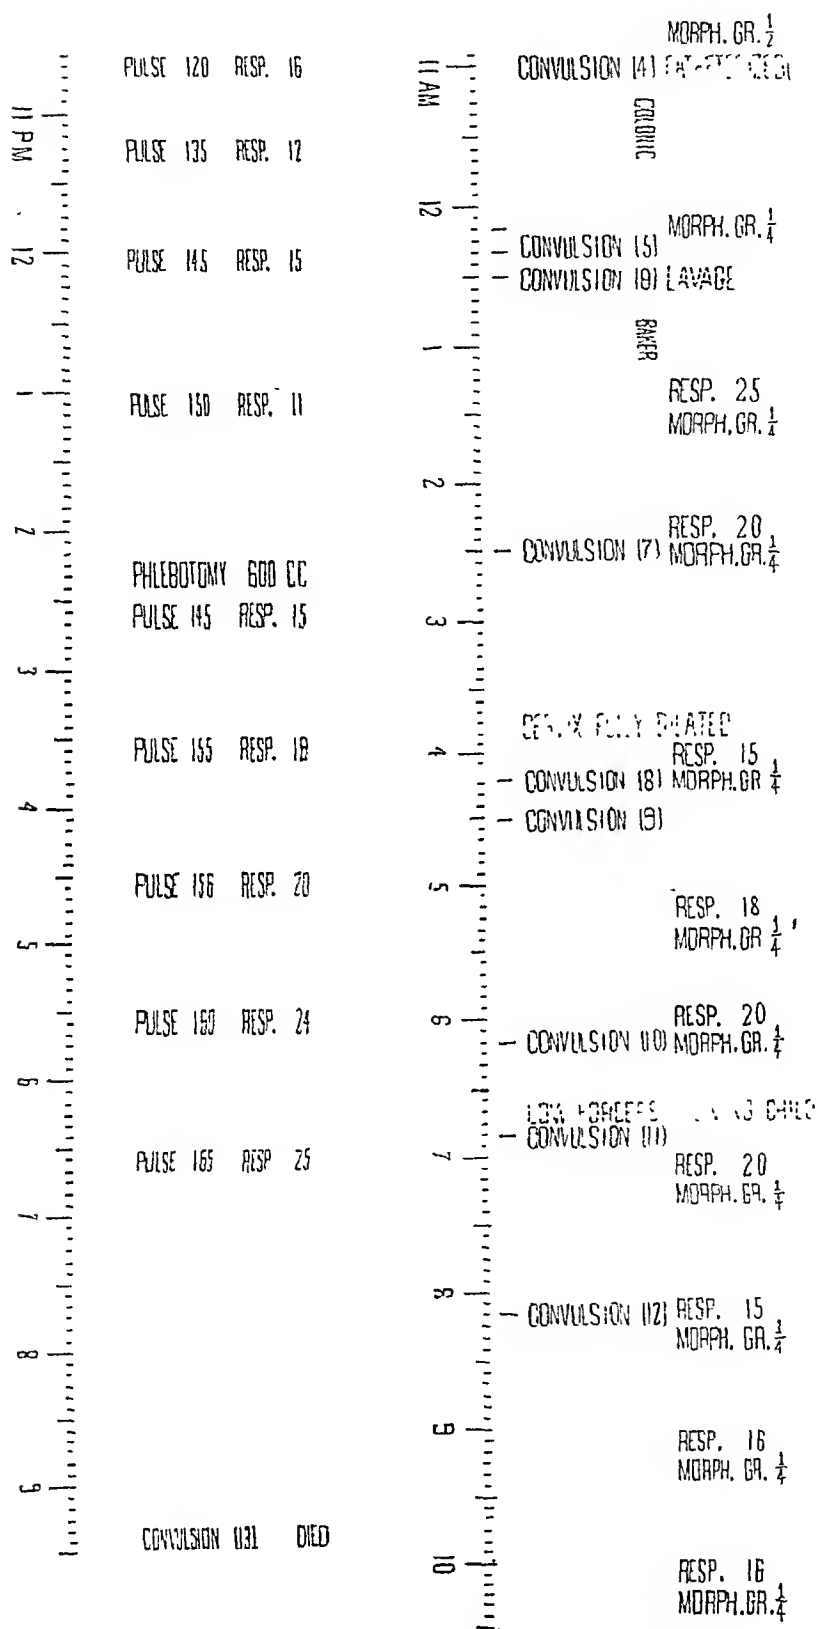 11 PM
PULSE 120 RESP. 16
PULSE 135 RESP. 12
12
PULSE 145 RESP. 15
1
PULSE 150 RESP. 11
2
PHLEBOTOMY 600 CC
PULSE 145 RESP. 15
3
PULSE 155 RESP. 18
4
PULSE 156 RESP. 20
5
PULSE 160 RESP. 24
6
PULSE 165 RESP 25
7
8
9
CONVULSION (13) DIED
MORPH. GR. 1/2
11 AM
CONVULSION (4)
COLONIC
12
MORPH. GR. 1/4
CONVULSION (5)
CONVULSION LAVAGE
BAKER
1
RESP. 25
MORPH. GR. 1/4
2
RESP. 20
CONVULSION (7) MORPH. GR. 1/4
3
CERVIX FULLY DILATED
4
RESP. 15
CONVULSION (8) MORPH. GR 1/4
CONVULSION (9)
5
RESP. 18
MORPH. GR 1/4
6
RESP. 20
CONVULSION (10) MORPH. GR. 1/4
LOW FORCEPS CHILD
CONVULSION (11)
7
RESP. 20
MORPH. GR. 1/4
8
CONVULSION (12) RESP. 15
MORPH. GR. 1/4
9
RESP. 16
MORPH. GR. 1/4
10
RESP. 16
MORPH. GR. 1/4